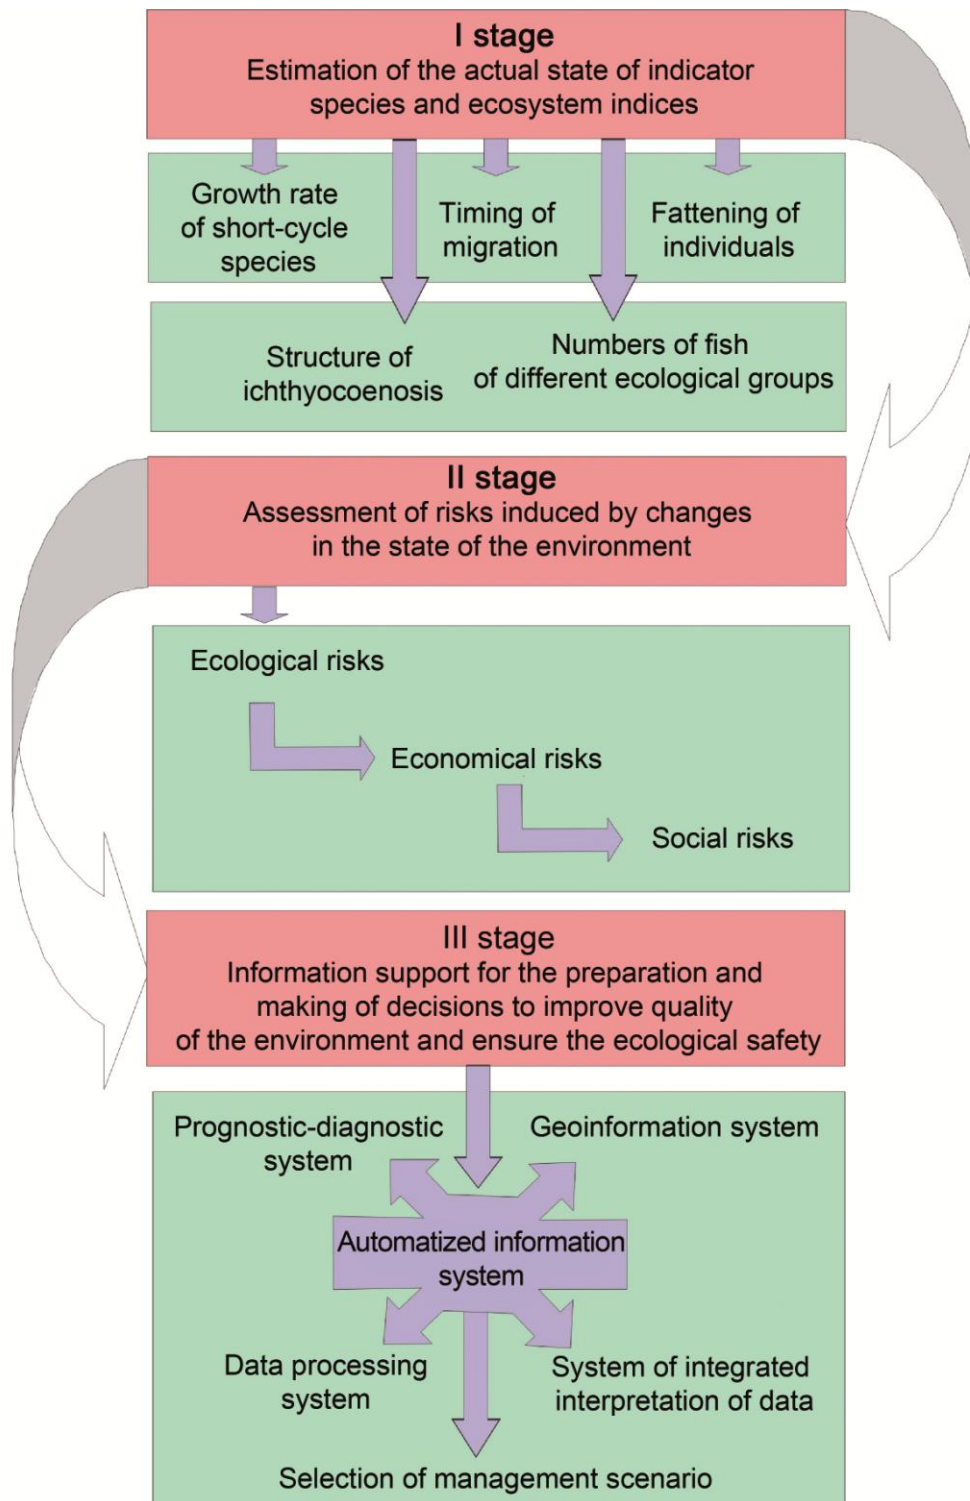 I stage
Estimation of the actual state of indicator
species and ecosystem indices
Growth rate
of short-cycle
species
Timing of
migration
Fattening of
individuals
Structure of
ichthyocoenosis
Numbers of fish
of different ecological groups
II stage
Assessment of risks induced by changes
in the state of the environment
Ecological risks
Economical risks
Social risks
III stage
Information support for the preparation and
making of decisions to improve quality
of the environment and ensure the ecological safety
Prognostic-diagnostic
system
Geoinformation system
Automatized information
system
Data processing
system
System of integrated
interpretation of data
Selection of management scenario